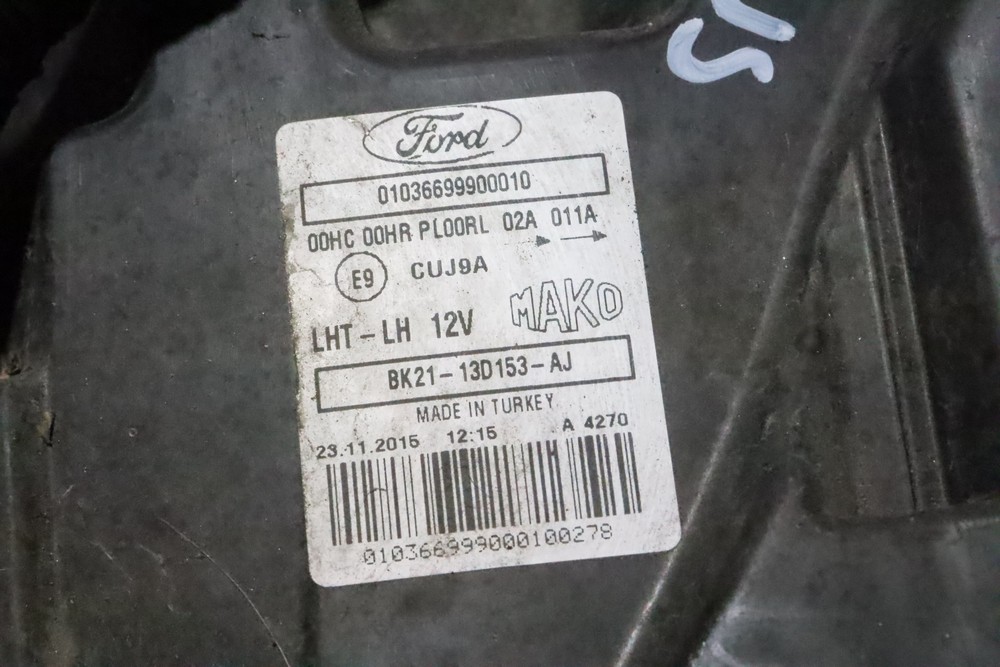 Ford
01036699900010
00HC 00HR PL00RL 02A 011A
E9 CUJ9A
MAKO
LHT-LH 12V
BK21-13D153-AJ
MADE IN TURKEY
23.11.2015 12:15 A 4270
010366999000100278